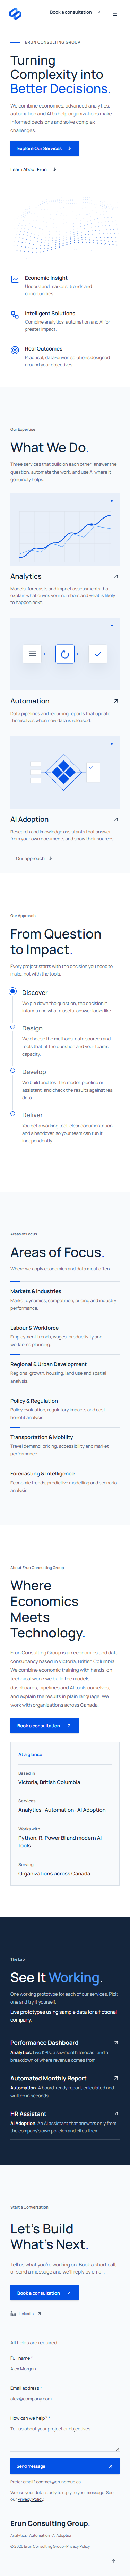 Book a consultation
ERUN CONSULTING GROUP
Turning
Complexity into
Better Decisions.
We combine economics, advanced analytics,
automation and AI to help organizations make
more informed decisions and solve complex
challenges.
Explore Our Services
Learn About Erun
Economic Insight
Understand markets, trends and
opportunities.
Intelligent Solutions
Combine analytics, automation and AI for
greater impact.
Real Outcomes
Practical, data-driven solutions designed
around your objectives.
Our Expertise
What We Do.
Three services that build on each other: answer the
question, automate the work, and use AI where it
genuinely helps.
Analytics
Models, forecasts and impact assessments that
explain what drives your numbers and what is likely
to happen next.
Automation
Data pipelines and recurring reports that update
themselves when new data is released.
AI Adoption
Research and knowledge assistants that answer
from your own documents and show their sources.
Our approach
Our Approach
From Question
to Impact.
Every project starts with the decision you need to
make, not with the tools.
Discover
We pin down the question, the decision it
informs and what a useful answer looks like.
Design
We choose the methods, data sources and
tools that fit the question and your team's
capacity.
Develop
We build and test the model, pipeline or
assistant, and check the results against real
data.
Deliver
You get a working tool, clear documentation
and a handover, so your team can run it
independently.
Areas of Focus
Areas of Focus.
Where we apply economics and data most often.
Markets & Industries
Market dynamics, competition, pricing and industry
performance.
Labour & Workforce
Employment trends, wages, productivity and
workforce planning.
Regional & Urban Development
Regional growth, housing, land use and spatial
analysis.
Policy & Regulation
Policy evaluation, regulatory impacts and cost-
benefit analysis.
Transportation & Mobility
Travel demand, pricing, accessibility and market
performance.
Forecasting & Intelligence
Economic trends, predictive modelling and scenario
analysis.
About Erun Consulting Group
Where
Economics
Meets
Technology.
Erun Consulting Group is an economics and data
consultancy based in Victoria, British Columbia.
We combine economic training with hands-on
technical work: we build the models,
dashboards, pipelines and AI tools ourselves,
and explain the results in plain language. We
work with organizations across Canada.
Book a consultation
At a glance
Based in
Victoria, British Columbia
Services
Analytics · Automation · AI Adoption
Works with
Python, R, Power BI and modern AI
tools
Serving
Organizations across Canada
The Lab
See It Working.
One working prototype for each of our services. Pick
one and try it yourself.
Live prototypes using sample data for a fictional
company.
Performance Dashboard
Analytics. Live KPIs, a six-month forecast and a
breakdown of where revenue comes from.
Automated Monthly Report
Automation. A board-ready report, calculated and
written in seconds.
HR Assistant
AI Adoption. An AI assistant that answers only from
the company's own policies and cites them.
Start a Conversation
Let's Build
What's Next.
Tell us what you're working on. Book a short call,
or send a message and we'll reply by email.
Book a consultation
LinkedIn
All fields are required.
Full name *
Alex Morgan
Email address *
alex@company.com
How can we help? *
Tell us about your project or objectives...
Send message
Prefer email? contact@erungroup.ca
We use your details only to reply to your message. See
our Privacy Policy.
Erun Consulting Group.
Analytics · Automation · AI Adoption
© 2026 Erun Consulting Group · Privacy Policy